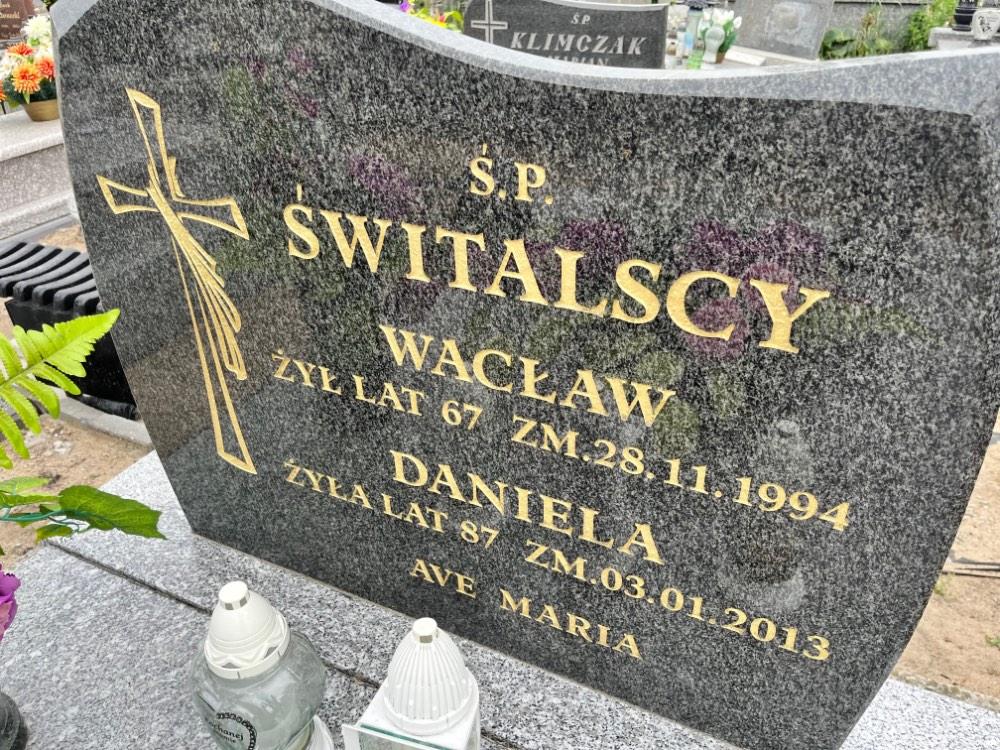 Ś.P.
KLIMCZAK
Ś.P.
ŚWITALSCY
WACŁAW
ŻYŁ LAT 67 ZM.28.11.1994
DANIELA
ŻYŁA LAT 87 ZM.03.01.2013
AVE MARIA